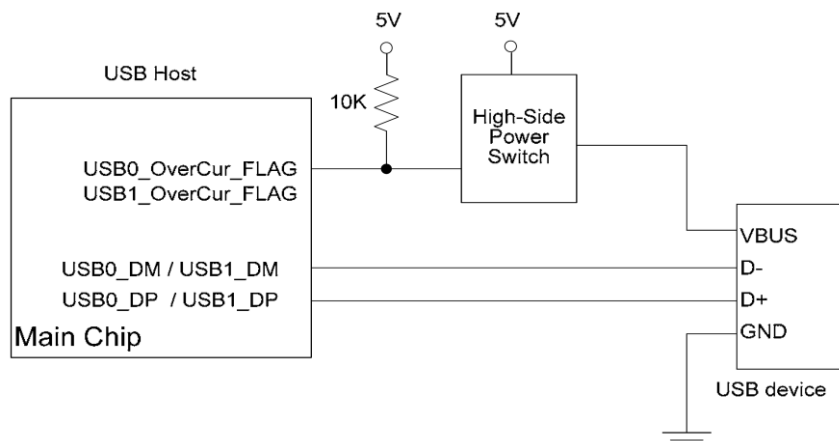 5V
5V
USB Host
10K
High-Side
Power
Switch
USB0_OverCur_FLAG
USB1_OverCur_FLAG
VBUS
USB0_DM / USB1_DM
D-
USB0_DP / USB1_DP
D+
Main Chip
GND
USB device